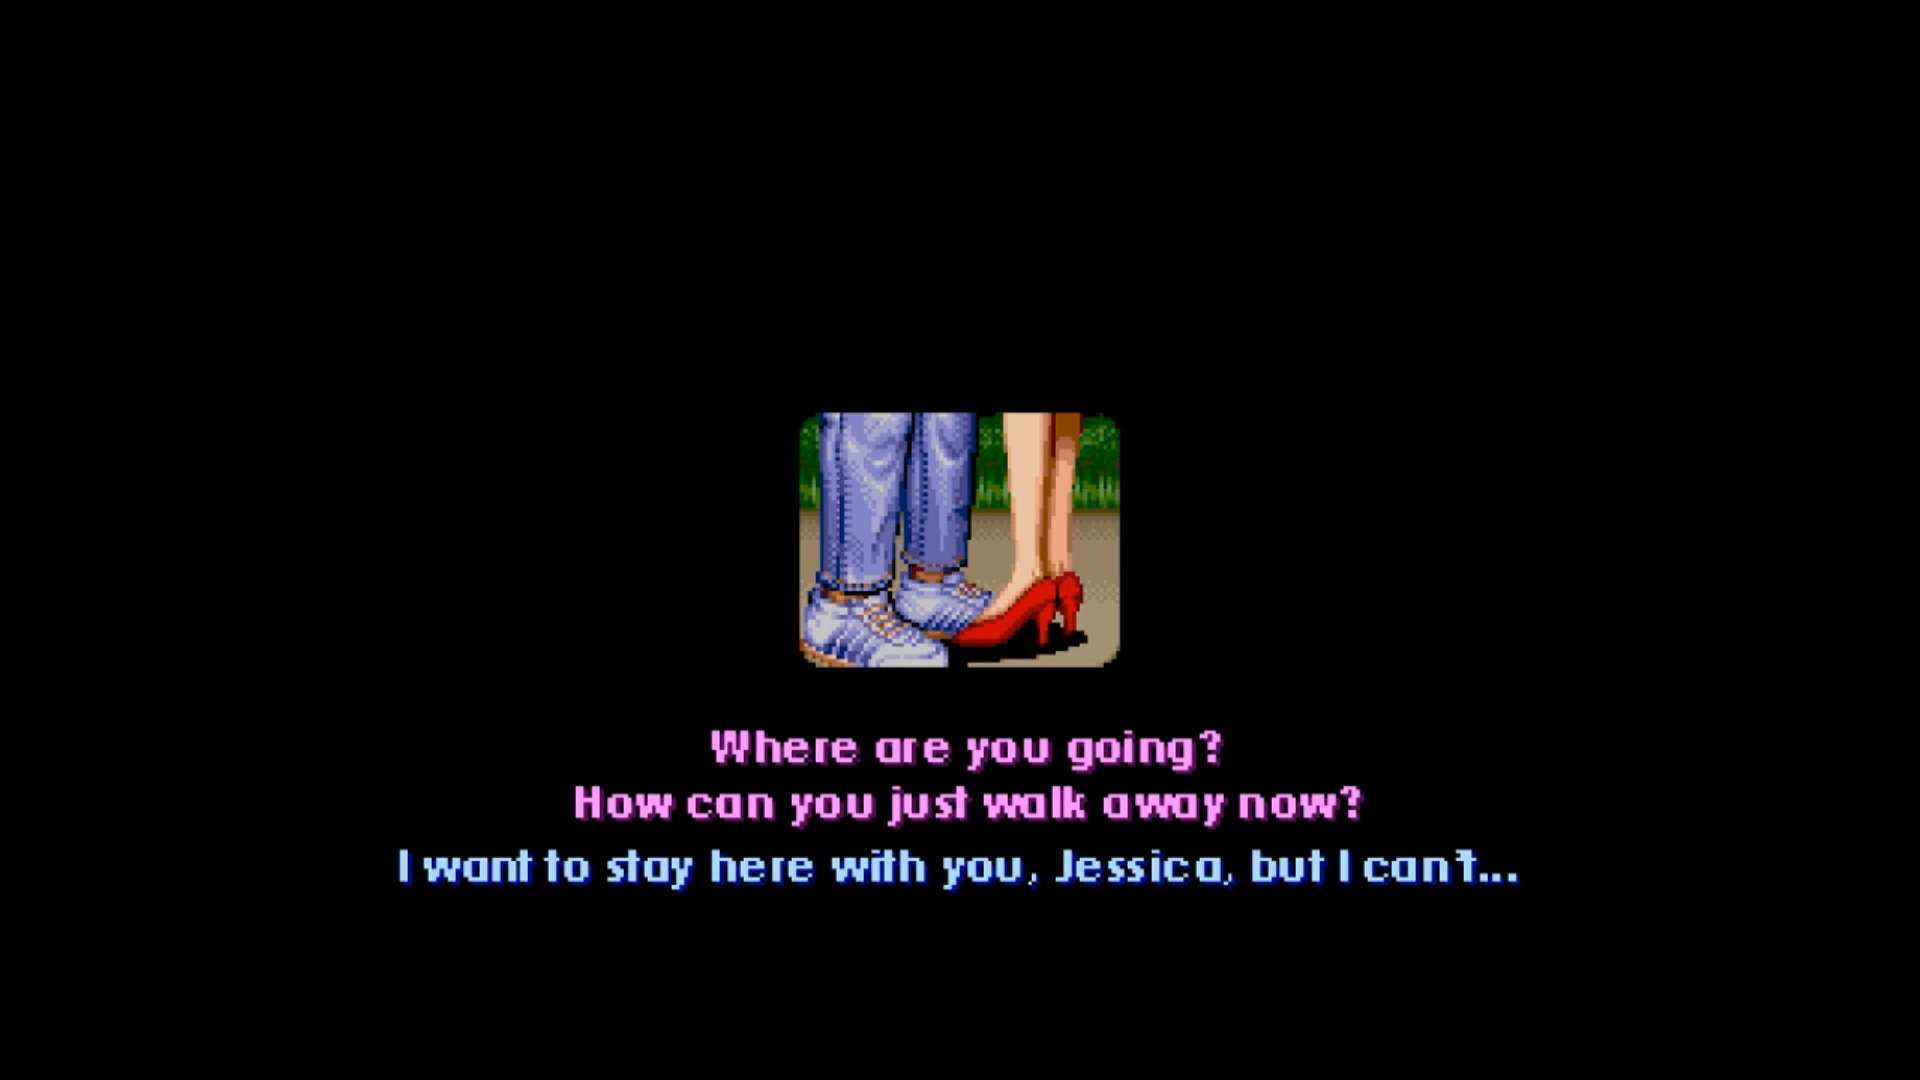 Where are you going?
How can you just walk away now?
I want to stay here with you, Jessica, but I can't...